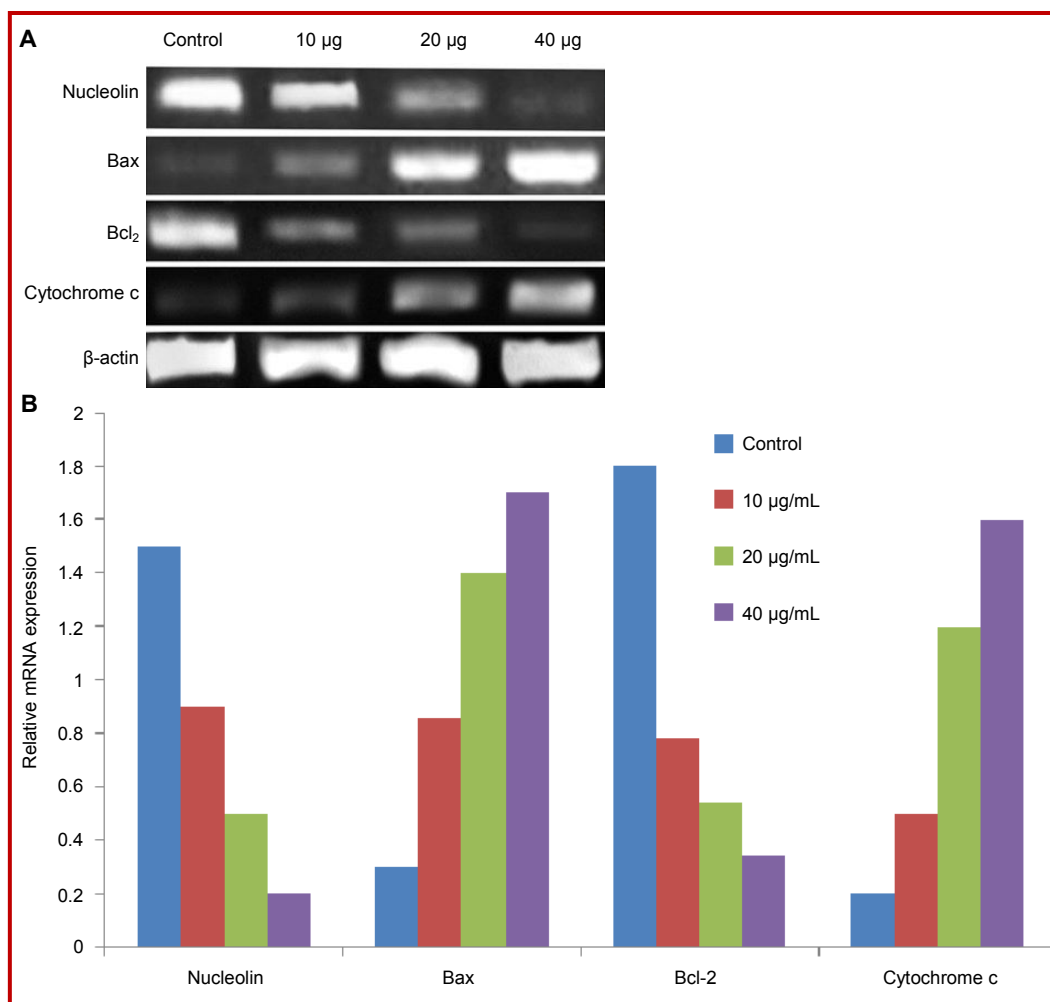 A
Control 10 µg 20 µg 40 µg
Nucleolin
Bax
Bcl₂
Cytochrome c
β-actin
B
2
1.8
1.6
1.4
1.2
1
0.8
0.6
0.4
0.2
0
Relative mRNA expression
Control
10 µg/mL
20 µg/mL
40 µg/mL
Nucleolin Bax Bcl-2 Cytochrome c